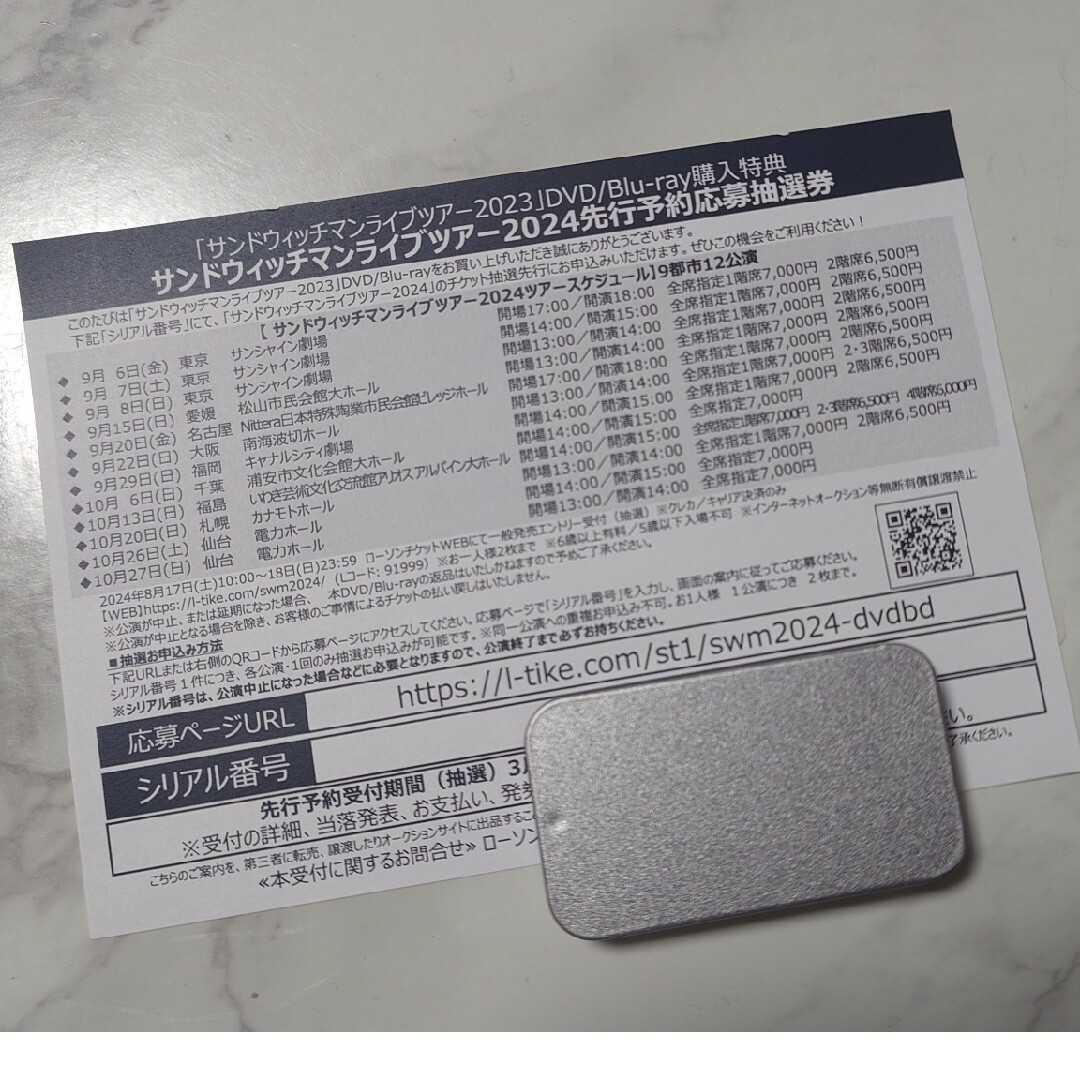 「サンドウィッチマンライブツアー2023」DVD/Blu-ray購入特典
サンドウィッチマンライブツアー2024先行予約応募抽選券
このたびは「サンドウィッチマンライブツアー2023」DVD/Blu-rayをお買い上げいただき誠にありがとうございます。
下記「シリアル番号」にて、「サンドウィッチマンライブツアー2024」のチケット抽選先行にお申込みいただけます。ぜひこの機会をご利用ください！
【 サンドウィッチマンライブツアー2024ツアースケジュール】9都市12公演
◆ 9月 6日(金) 東京 サンシャイン劇場 開場17:00／開演18:00 全席指定1階席7,000円 2階席6,500円
◆ 9月 7日(土) 東京 サンシャイン劇場 開場14:00／開演15:00 全席指定1階席7,000円 2階席6,500円
◆ 9月 8日(日) 東京 サンシャイン劇場 開場13:00／開演14:00 全席指定1階席7,000円 2階席6,500円
◆ 9月15日(日) 愛媛 松山市民会館大ホール 開場13:00／開演14:00 全席指定1階席7,000円 2階席6,500円
◆ 9月20日(金) 名古屋 Niterra日本特殊陶業市民会館ビレッジホール 開場17:00／開演18:00 全席指定1階席7,000円 2・3階席6,500円
◆ 9月22日(日) 大阪 南海波切ホール 開場13:00／開演14:00 全席指定1階席7,000円 2階席6,500円
◆ 9月29日(日) 福岡 キャナルシティ劇場 開場14:00／開演15:00 全席指定7,000円
◆10月 6日(日) 千葉 浦安市文化会館大ホール 開場14:00／開演15:00 全席指定1階席7,000円 2・3階席6,500円 4階席6,000円
◆10月13日(日) 福島 いわき芸術文化交流館アリオス アルパイン大ホール 開場14:00／開演15:00 全席指定1階席7,000円 2階席6,500円
◆10月20日(日) 札幌 カナモトホール 開場13:00／開演14:00 全席指定7,000円
◆10月26日(土) 仙台 電力ホール 開場14:00／開演15:00 全席指定7,000円
◆10月27日(日) 仙台 電力ホール 開場13:00／開演14:00
2024年8月17日(土)10:00～18日(日)23:59 ローソンチケットWEBにて一般発売エントリー受付（抽選）※クレカ／キャリア決済のみ
【WEB】https://l-tike.com/swm2024/（Lコード: 91999）※お一人様2枚まで ※6歳以上有料／5歳以下入場不可 ※インターネットオークション等無断有償譲渡禁止
※公演が中止、または延期になった場合、 本DVD/Blu-rayの返品はいたしかねますので予めご了承ください。
※公演が中止となる場合を除き、お客様のご事情によるチケットの払い戻しはいたしません。
■抽選お申込み方法
下記URLまたは右側のQRコードから応募ページにアクセスしてください。応募ページで「シリアル番号」を入力し、画面の案内に従ってご応募ください。
シリアル番号１件につき、各公演・1回のみ抽選お申込みが可能です。※同一公演への重複お申込み不可。お1人様 1公演につき 2枚まで。
※シリアル番号は、公演中止になった場合などに必要となりますので、公演終了まで必ずお持ちください。
応募ページURL https://l-tike.com/st1/swm2024-dvdbd
シリアル番号
先行予約受付期間（抽選）3
※受付の詳細、当落発表、お支払い、発券 い。
こちらのご案内を、第三者に転売、譲渡したりオークションサイトに出品するこ 了承ください。
≪本受付に関するお問合せ≫ ローソン